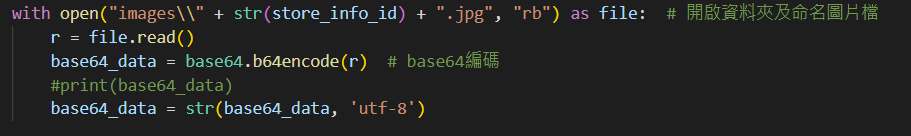 with open("images\\" + str(store_info_id) + ".jpg", "rb") as file:  # 開啟資料夾及命名圖片檔
    r = file.read()
    base64_data = base64.b64encode(r)  # base64編碼
    #print(base64_data)
    base64_data = str(base64_data, 'utf-8')